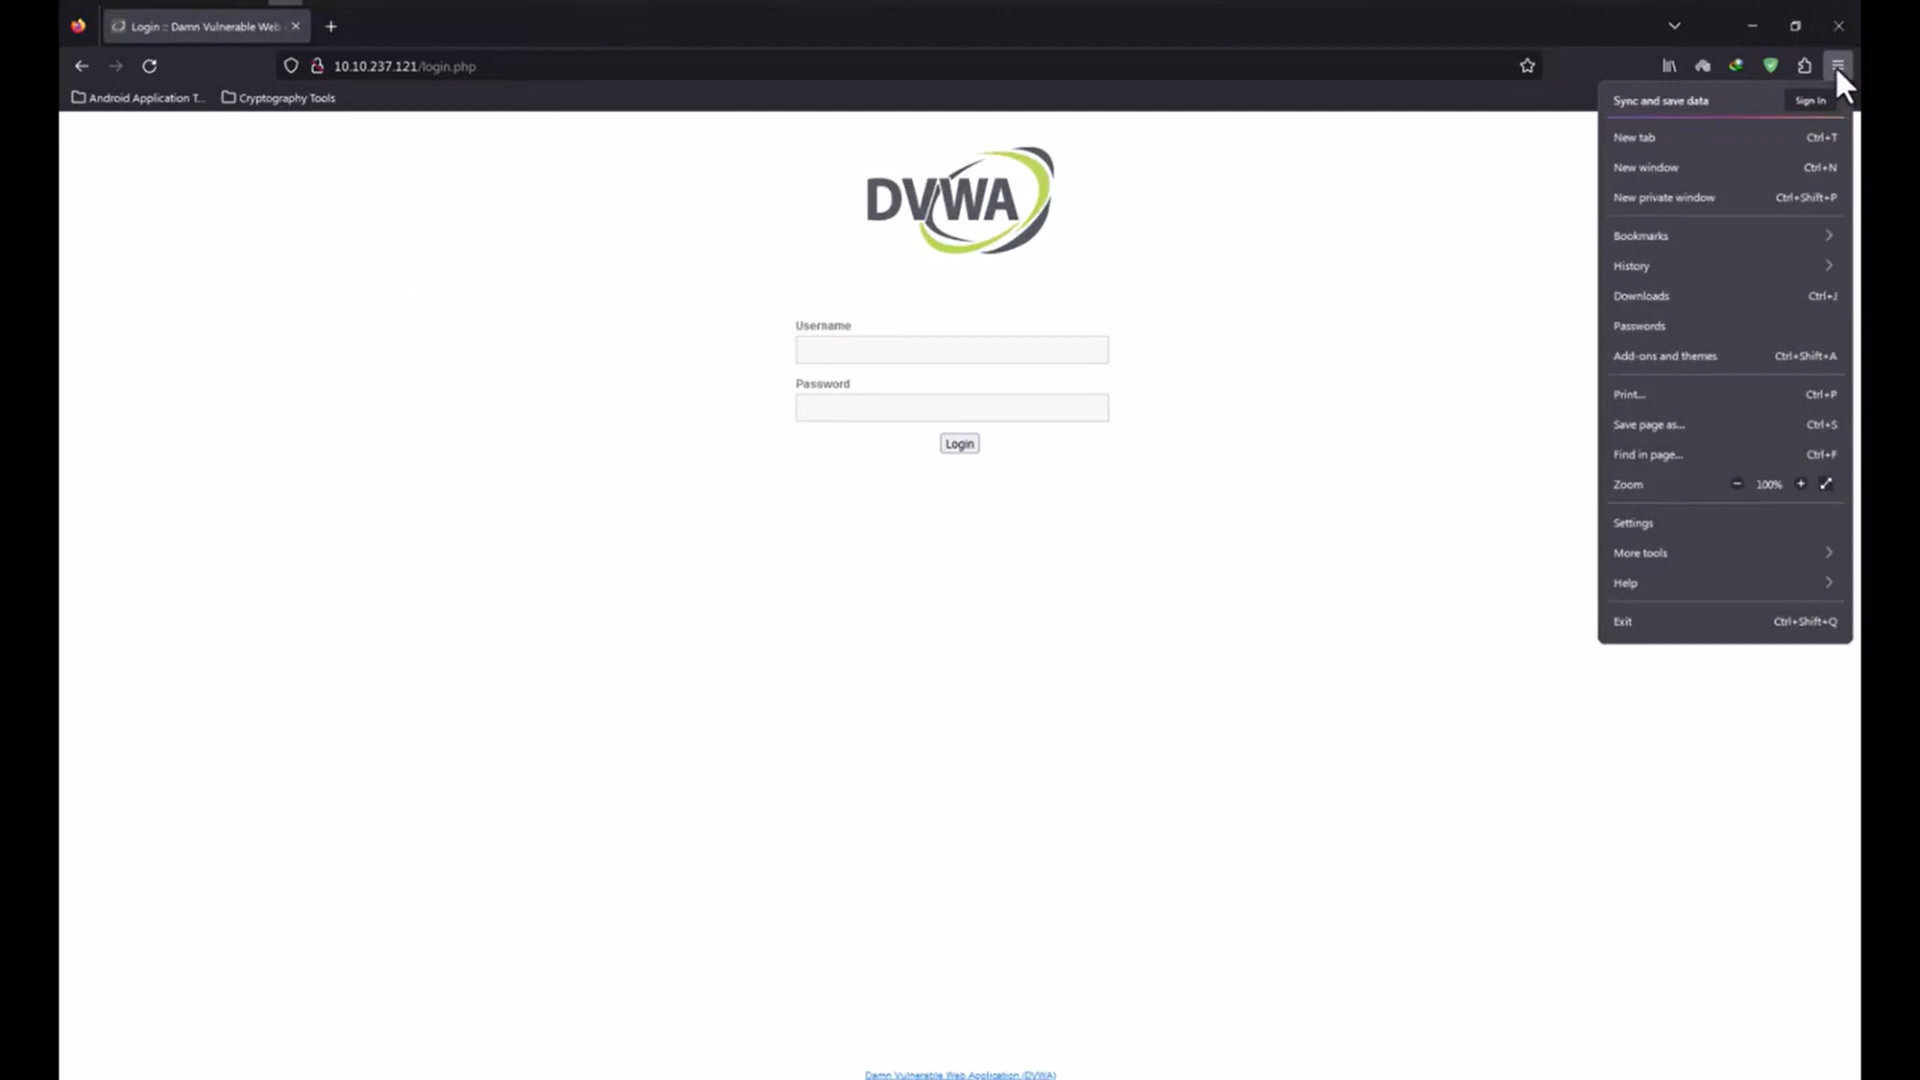 Login :: Damn Vulnerable Web
10.10.237.121/login.php
Android Application T... Cryptography Tools
Sync and save data Sign In
New tab Ctrl+T
New window Ctrl+N
New private window Ctrl+Shift+P
Bookmarks
History
Downloads Ctrl+J
Passwords
Add-ons and themes Ctrl+Shift+A
Print... Ctrl+P
Save page as... Ctrl+S
Find in page... Ctrl+F
Zoom 100%
Settings
More tools
Help
Exit Ctrl+Shift+Q
DVWA
Username
Password
Login
Damn Vulnerable Web Application (DVWA)